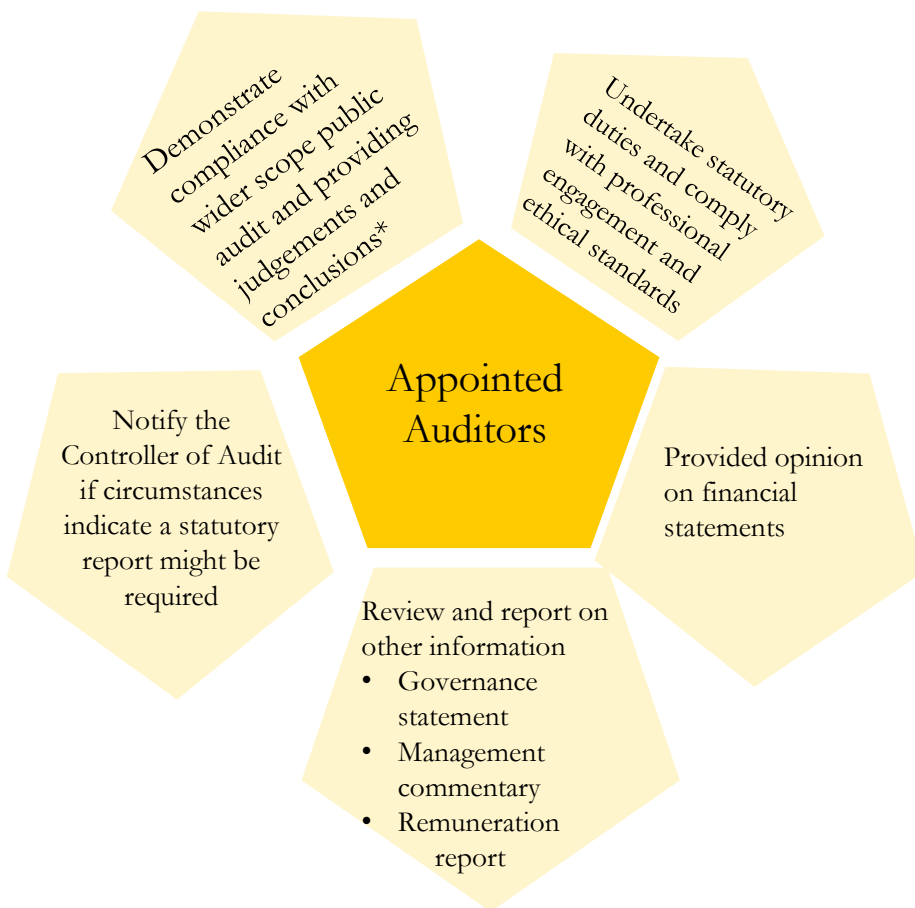 Demonstrate
compliance with
wider scope public
audit and providing
judgements and
conclusions*
Undertake statutory
duties and comply
with professional
engagement and
ethical standards
Appointed
Auditors
Notify the
Controller of Audit
if circumstances
indicate a statutory
report might be
required
Provided opinion
on financial
statements
Review and report on
other information
• Governance
statement
• Management
commentary
• Remuneration
report